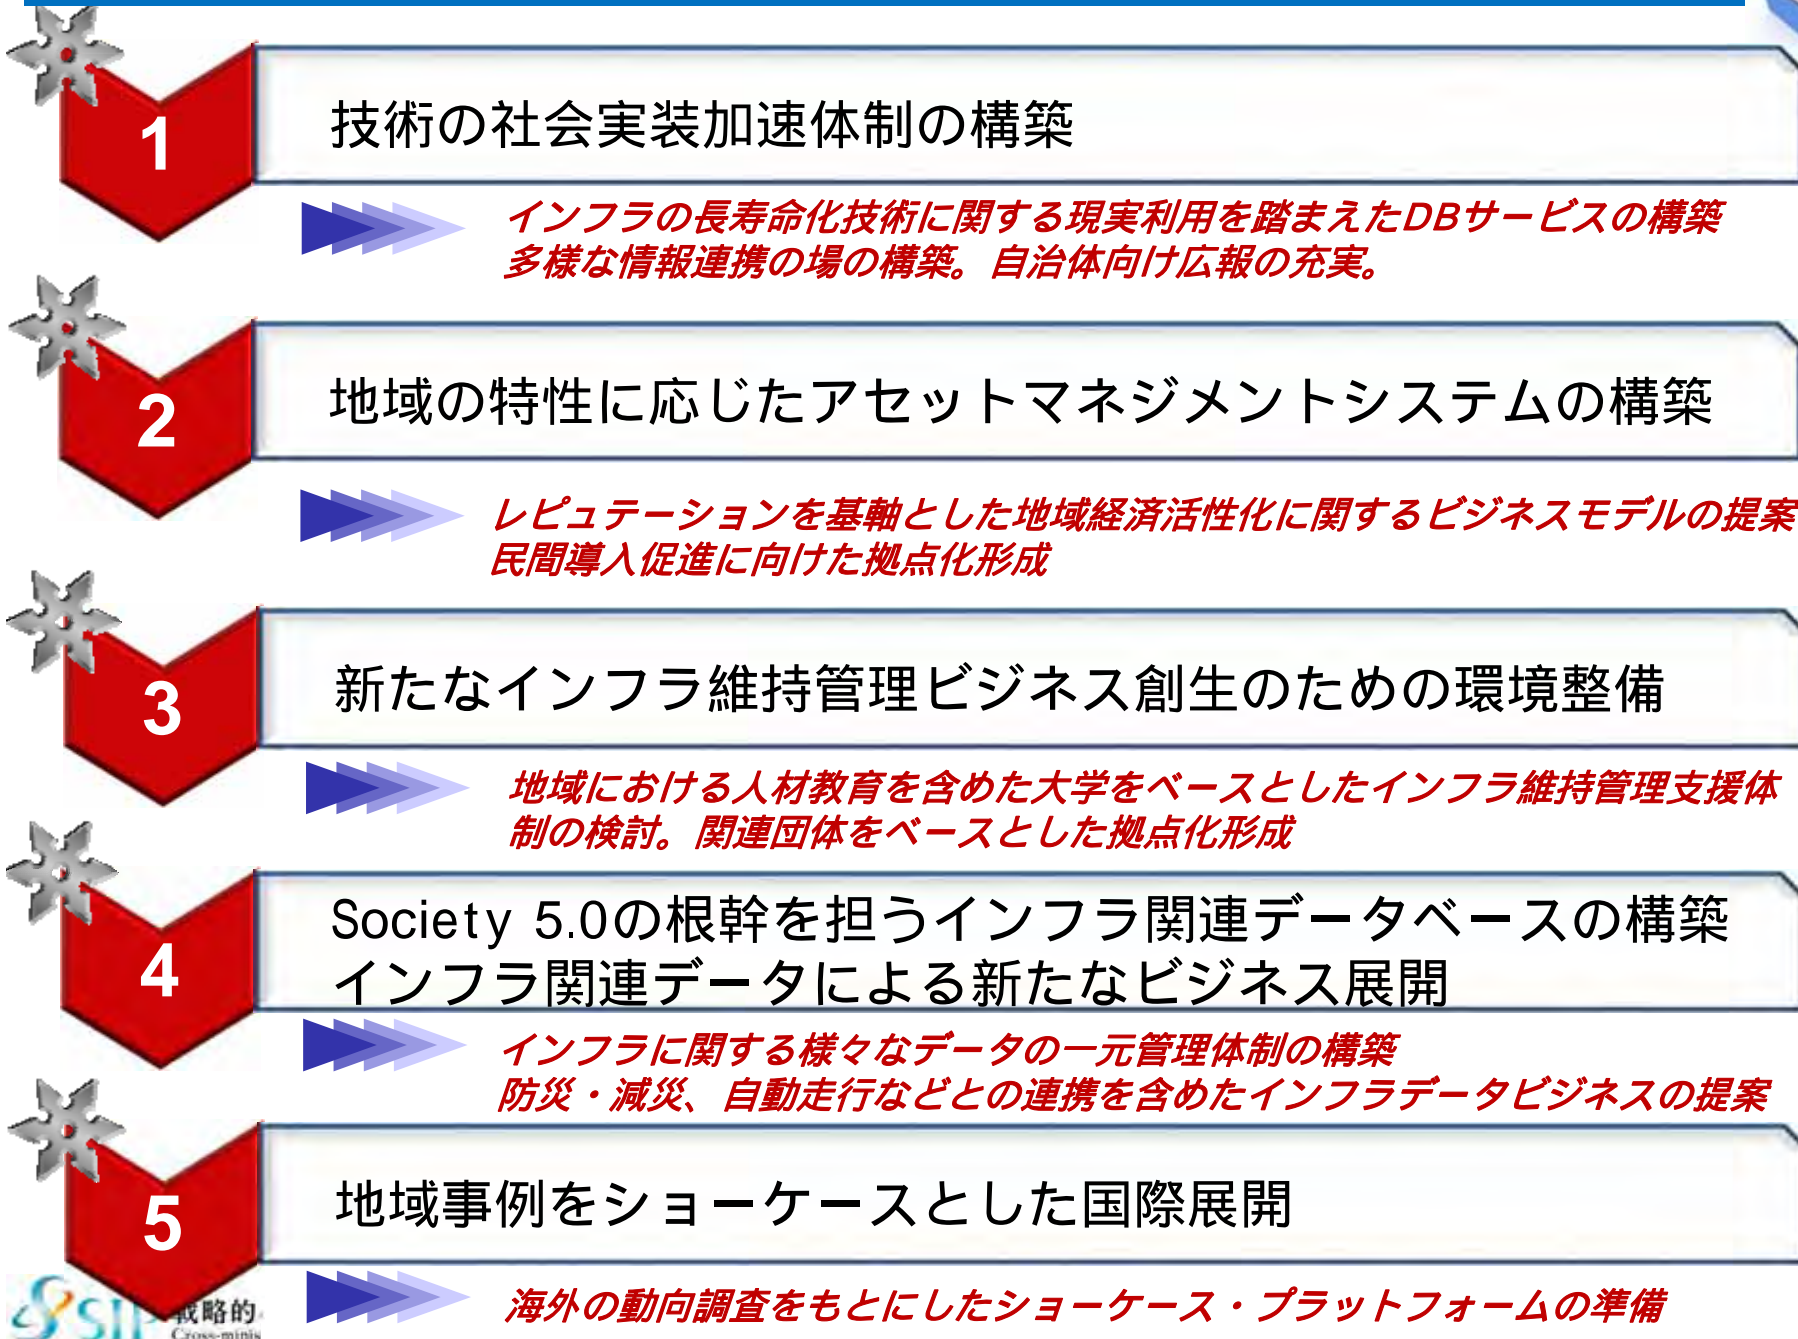 1
技術の社会実装加速体制の構築
インフラの長寿命化技術に関する現実利用を踏まえたDBサービスの構築
多様な情報連携の場の構築。自治体向け広報の充実。
2
地域の特性に応じたアセットマネジメントシステムの構築
レピュテーションを基軸とした地域経済活性化に関するビジネスモデルの提案
民間導入促進に向けた拠点化形成
3
新たなインフラ維持管理ビジネス創生のための環境整備
地域における人材教育を含めた大学をベースとしたインフラ維持管理支援体
制の検討。関連団体をベースとした拠点化形成
4
Society 5.0の根幹を担うインフラ関連データベースの構築
インフラ関連データによる新たなビジネス展開
インフラに関する様々なデータの一元管理体制の構築
防災・減災、自動走行などとの連携を含めたインフラデータビジネスの提案
5
地域事例をショーケースとした国際展開
海外の動向調査をもとにしたショーケース・プラットフォームの準備
SIP 戦略的
Cross-minis